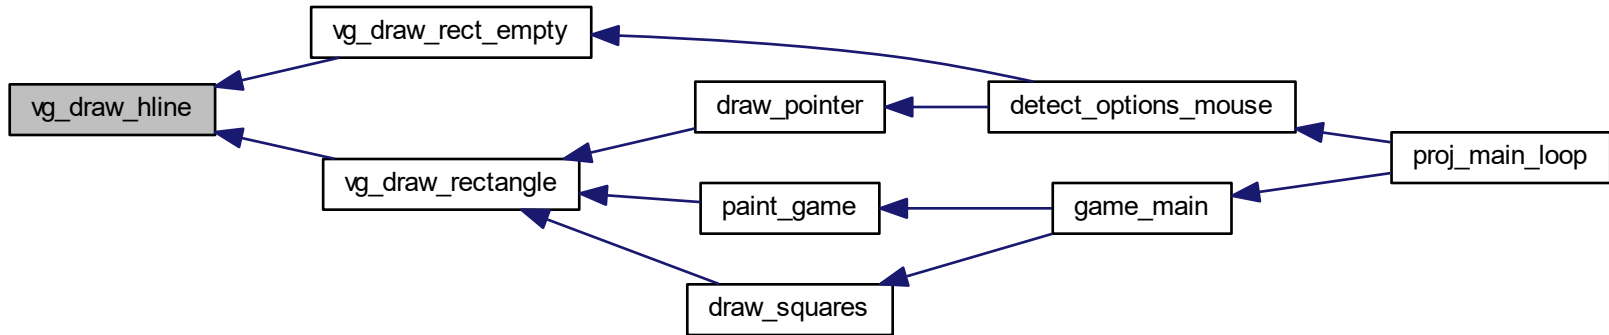 vg_draw_rect_empty
vg_draw_hline
draw_pointer
detect_options_mouse
proj_main_loop
vg_draw_rectangle
paint_game
game_main
draw_squares